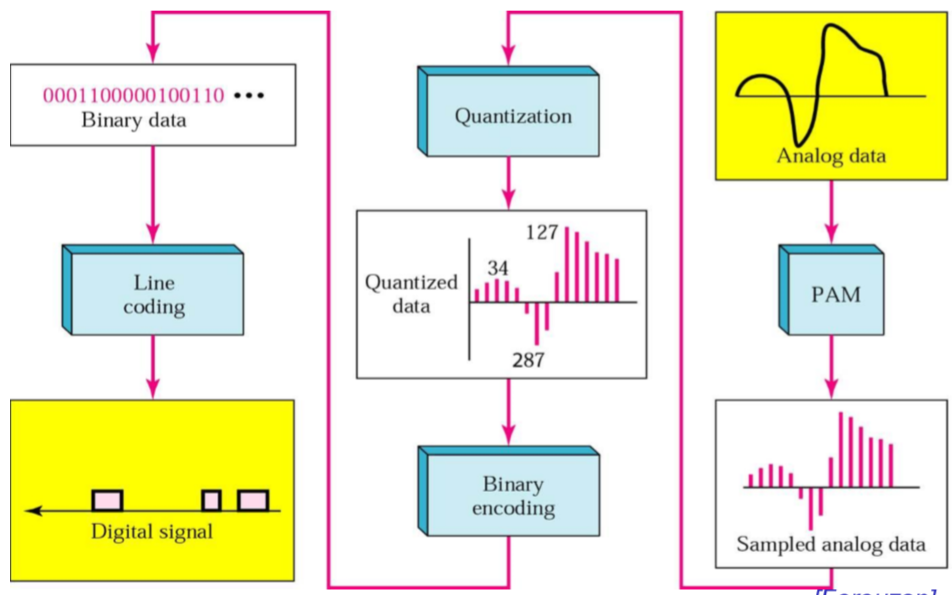 0001100000100110 •••
Binary data
Line
coding
Digital signal
Quantization
127
34
Quantized
data
287
Binary
encoding
Analog data
PAM
Sampled analog data